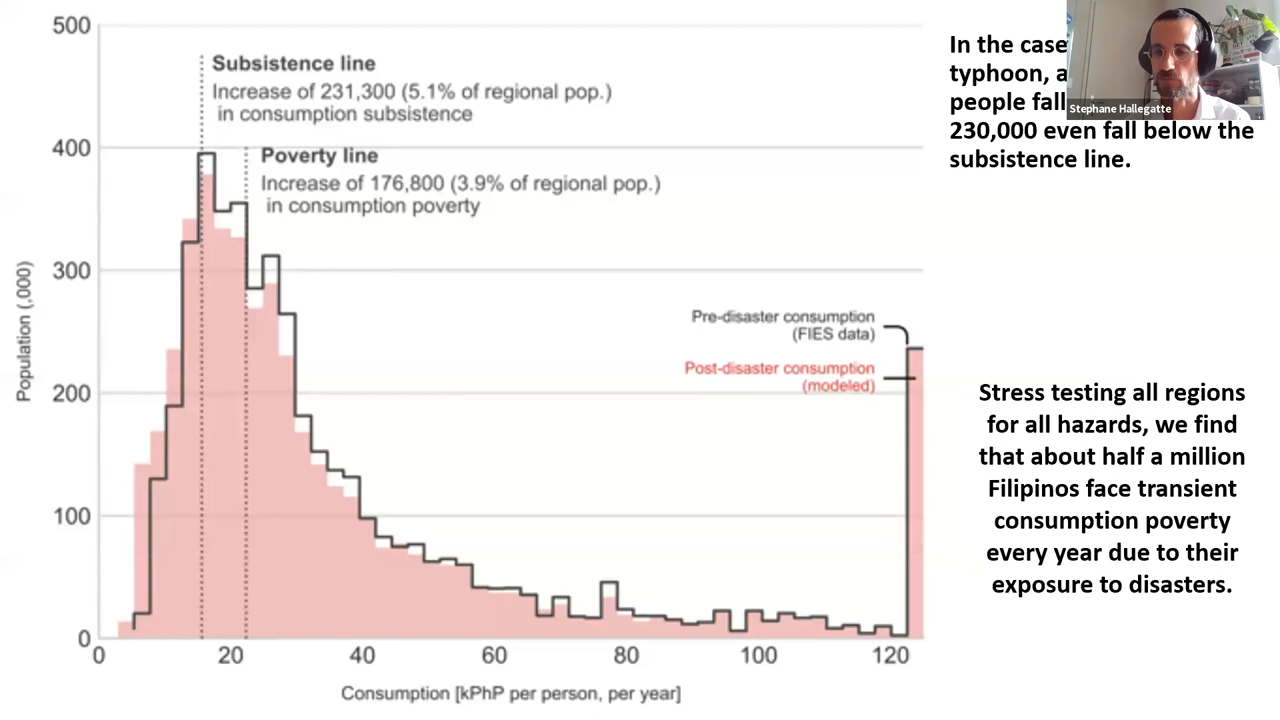 500
400
300
200
100
0
Population (,000)
Subsistence line
Increase of 231,300 (5.1% of regional pop.)
in consumption subsistence
Poverty line
Increase of 176,800 (3.9% of regional pop.)
in consumption poverty
Pre-disaster consumption
(FIES data)
Post-disaster consumption
(modeled)
0 20 40 60 80 100 120
Consumption [kPhP per person, per year]
In the case
typhoon,
people fall
230,000 even fall below the
subsistence line.
Stephane Hallegatte
Stress testing all regions
for all hazards, we find
that about half a million
Filipinos face transient
consumption poverty
every year due to their
exposure to disasters.